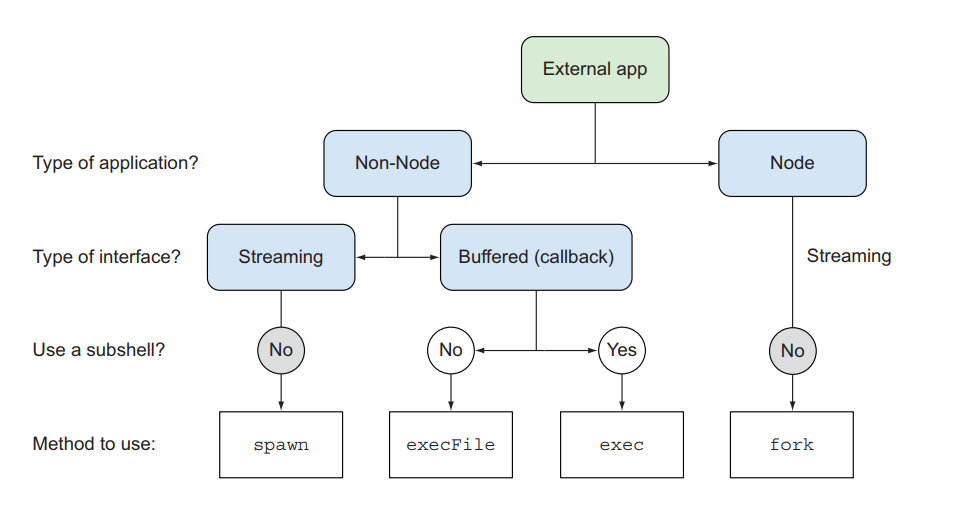 External app
Type of application?
Non-Node
Node
Type of interface?
Streaming
Buffered (callback)
Streaming
Use a subshell?
No
No
Yes
No
Method to use:
spawn
execFile
exec
fork